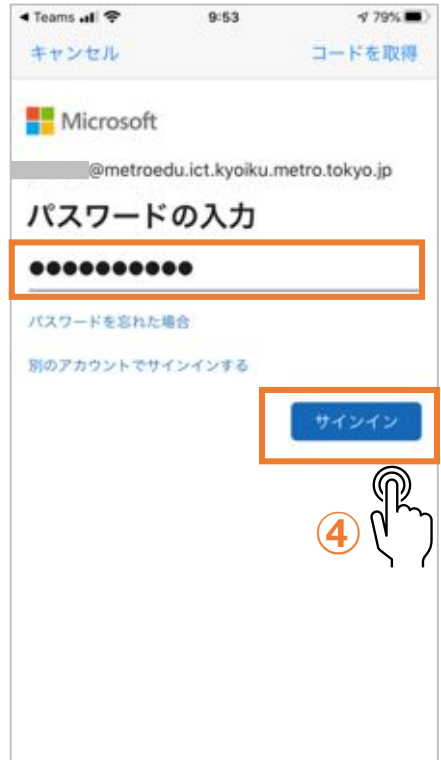 Teams 9:53 79%
キャンセル コードを取得
Microsoft
@metroedu.ict.kyoiku.metro.tokyo.jp
パスワードの入力
●●●●●●●●●●
パスワードを忘れた場合
別のアカウントでサインインする
サインイン
④